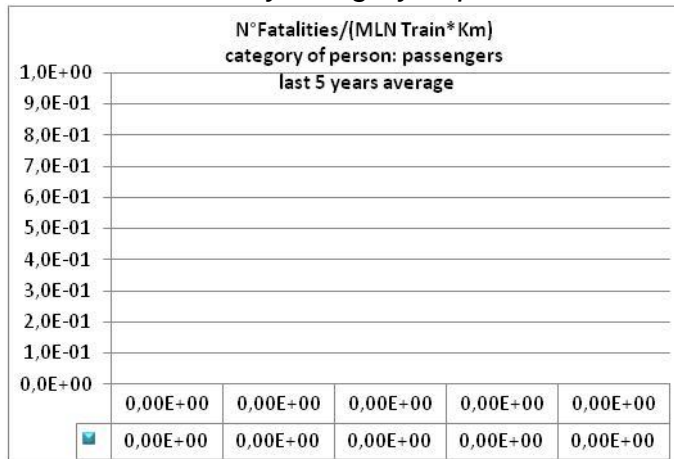 N°Fatalities/(MLN Train*Km)
category of person: passengers
last 5 years average
1,0E+00
9,0E-01
8,0E-01
7,0E-01
6,0E-01
5,0E-01
4,0E-01
3,0E-01
2,0E-01
1,0E-01
0,0E+00
0,00E+00 0,00E+00 0,00E+00 0,00E+00 0,00E+00
0,00E+00 0,00E+00 0,00E+00 0,00E+00 0,00E+00